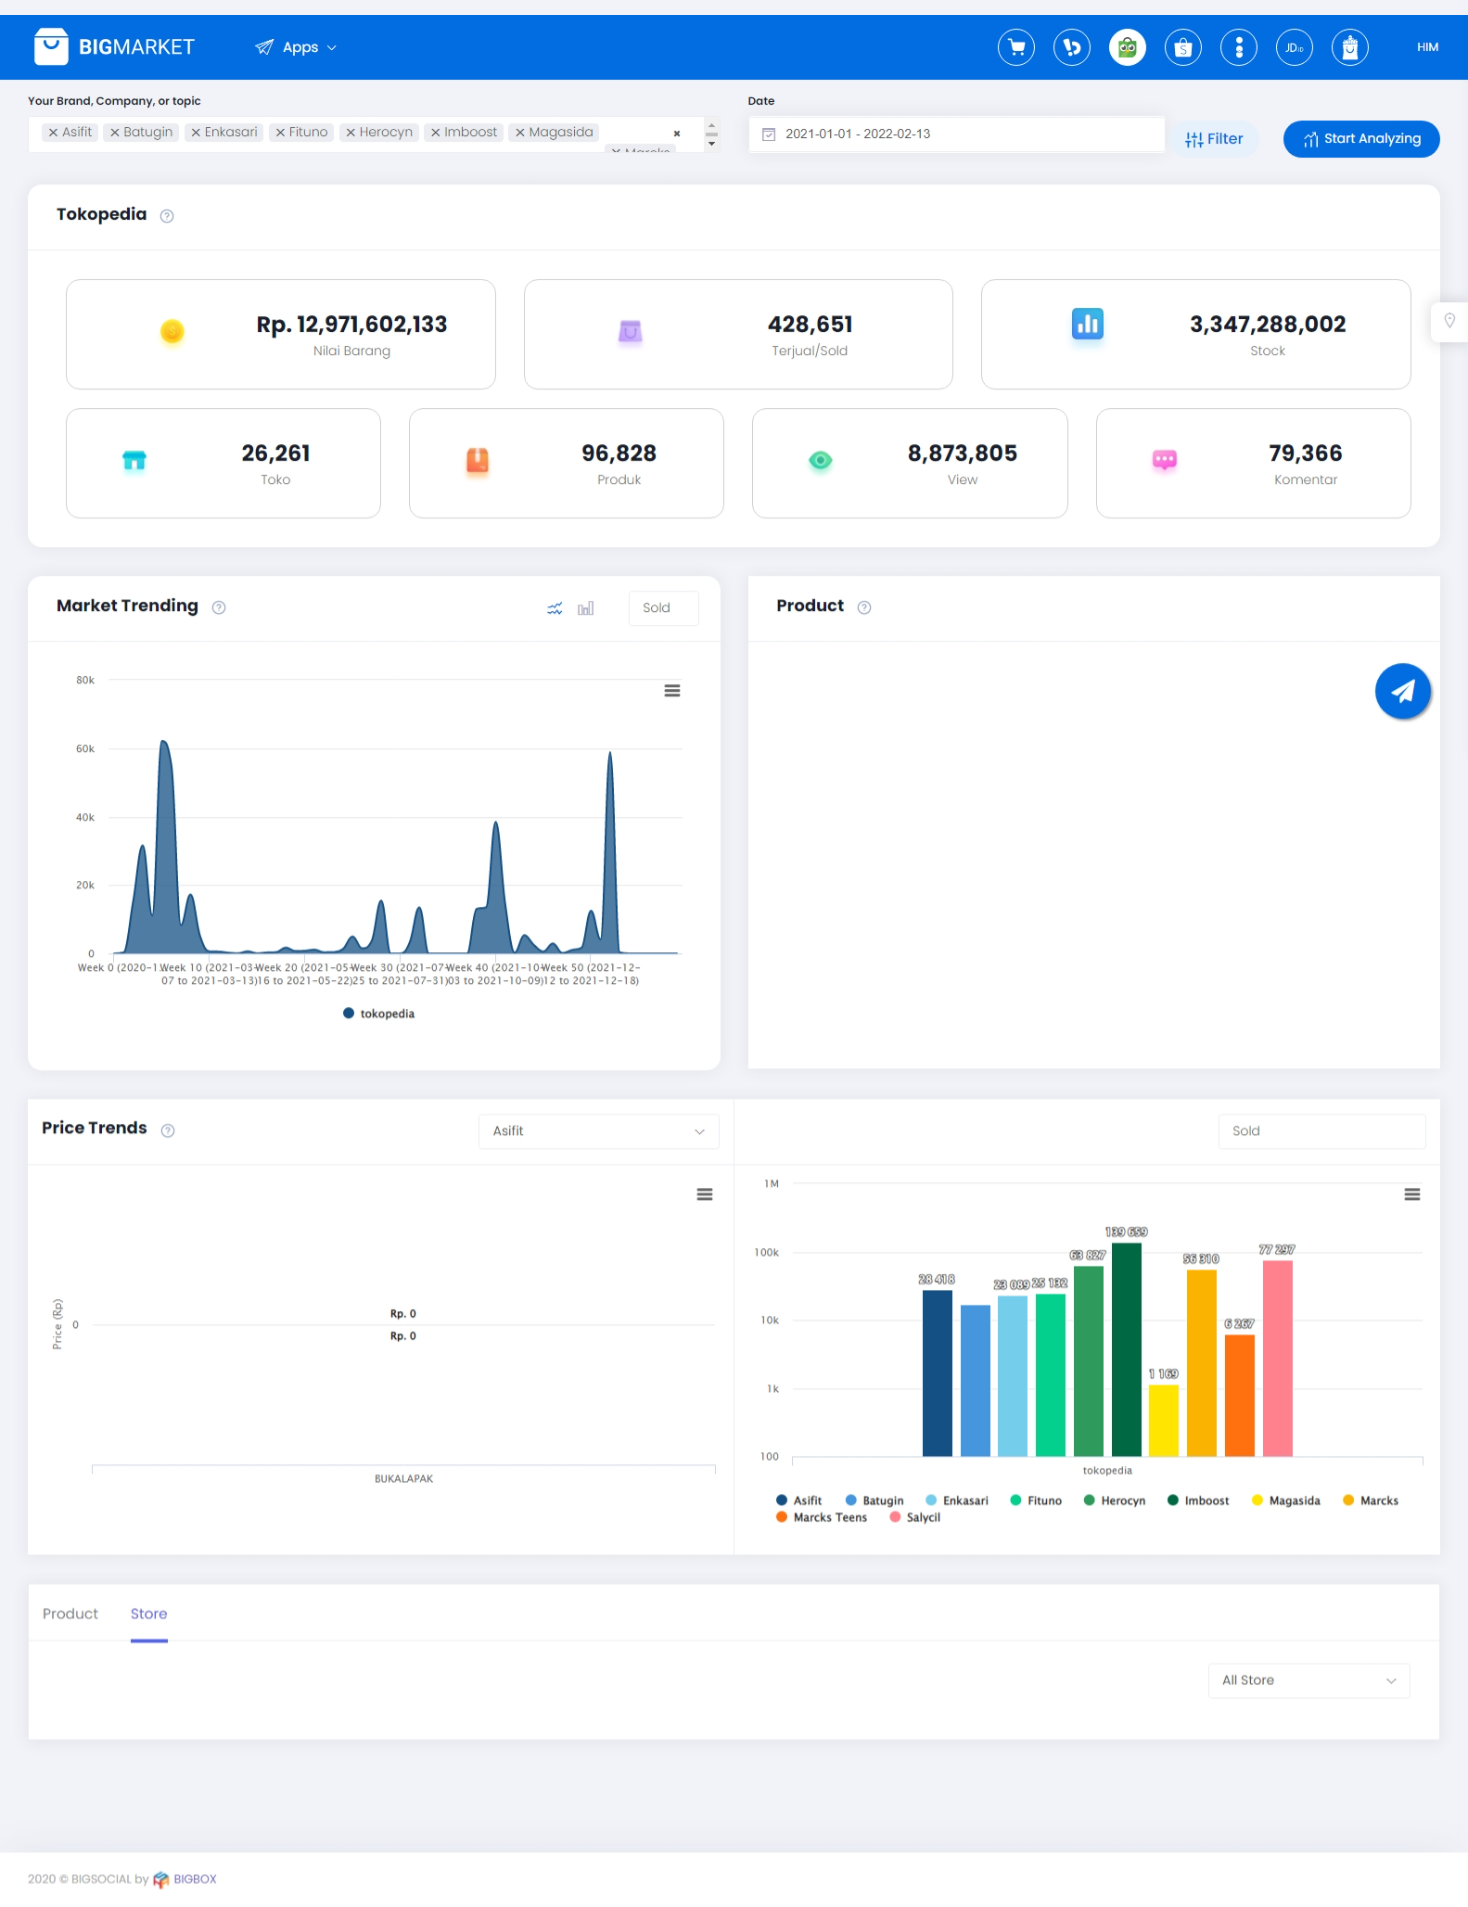 BIGMARKET
Apps
JD.ID
HIM
Your Brand, Company, or topic
Date
× Asifit × Batugin × Enkasari × Fituno × Herocyn × Imboost × Magasida
2021-01-01 - 2022-02-13
Filter
Start Analyzing
Tokopedia
Rp. 12,971,602,133
Nilai Barang
428,651
Terjual/Sold
3,347,288,002
Stock
26,261
Toko
96,828
Produk
8,873,805
View
79,366
Komentar
Market Trending
Sold
80k
60k
40k
20k
0
Week 0 (2020-1
Week 10 (2021-03-
07 to 2021-03-13)
Week 20 (2021-05-
16 to 2021-05-22)
Week 30 (2021-07-
25 to 2021-07-31)
Week 40 (2021-10-
03 to 2021-10-09)
Week 50 (2021-12-
12 to 2021-12-18)
tokopedia
Product
Price Trends
Asifit
Price (Rp)
0
Rp. 0
Rp. 0
BUKALAPAK
Sold
1M
100k
10k
1k
100
28 418
23 089
25 132
63 827
139 659
1 169
56 310
6 267
77 297
tokopedia
Asifit Batugin Enkasari Fituno Herocyn Imboost Magasida Marcks
Marcks Teens Salycil
Product Store
All Store
2020 © BIGSOCIAL by BIGBOX